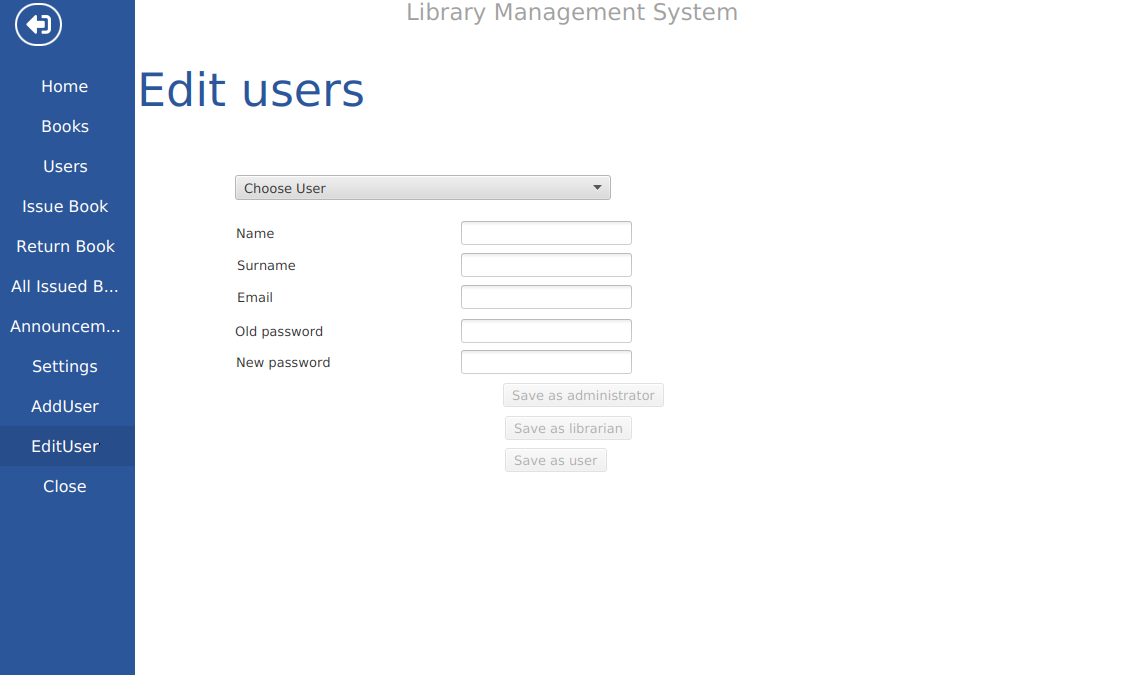 Library Management System
Home
Books
Users
Issue Book
Return Book
All Issued B...
Announcem...
Settings
AddUser
EditUser
Close
Edit users
Choose User
Name
Surname
Email
Old password
New password
Save as administrator
Save as librarian
Save as user